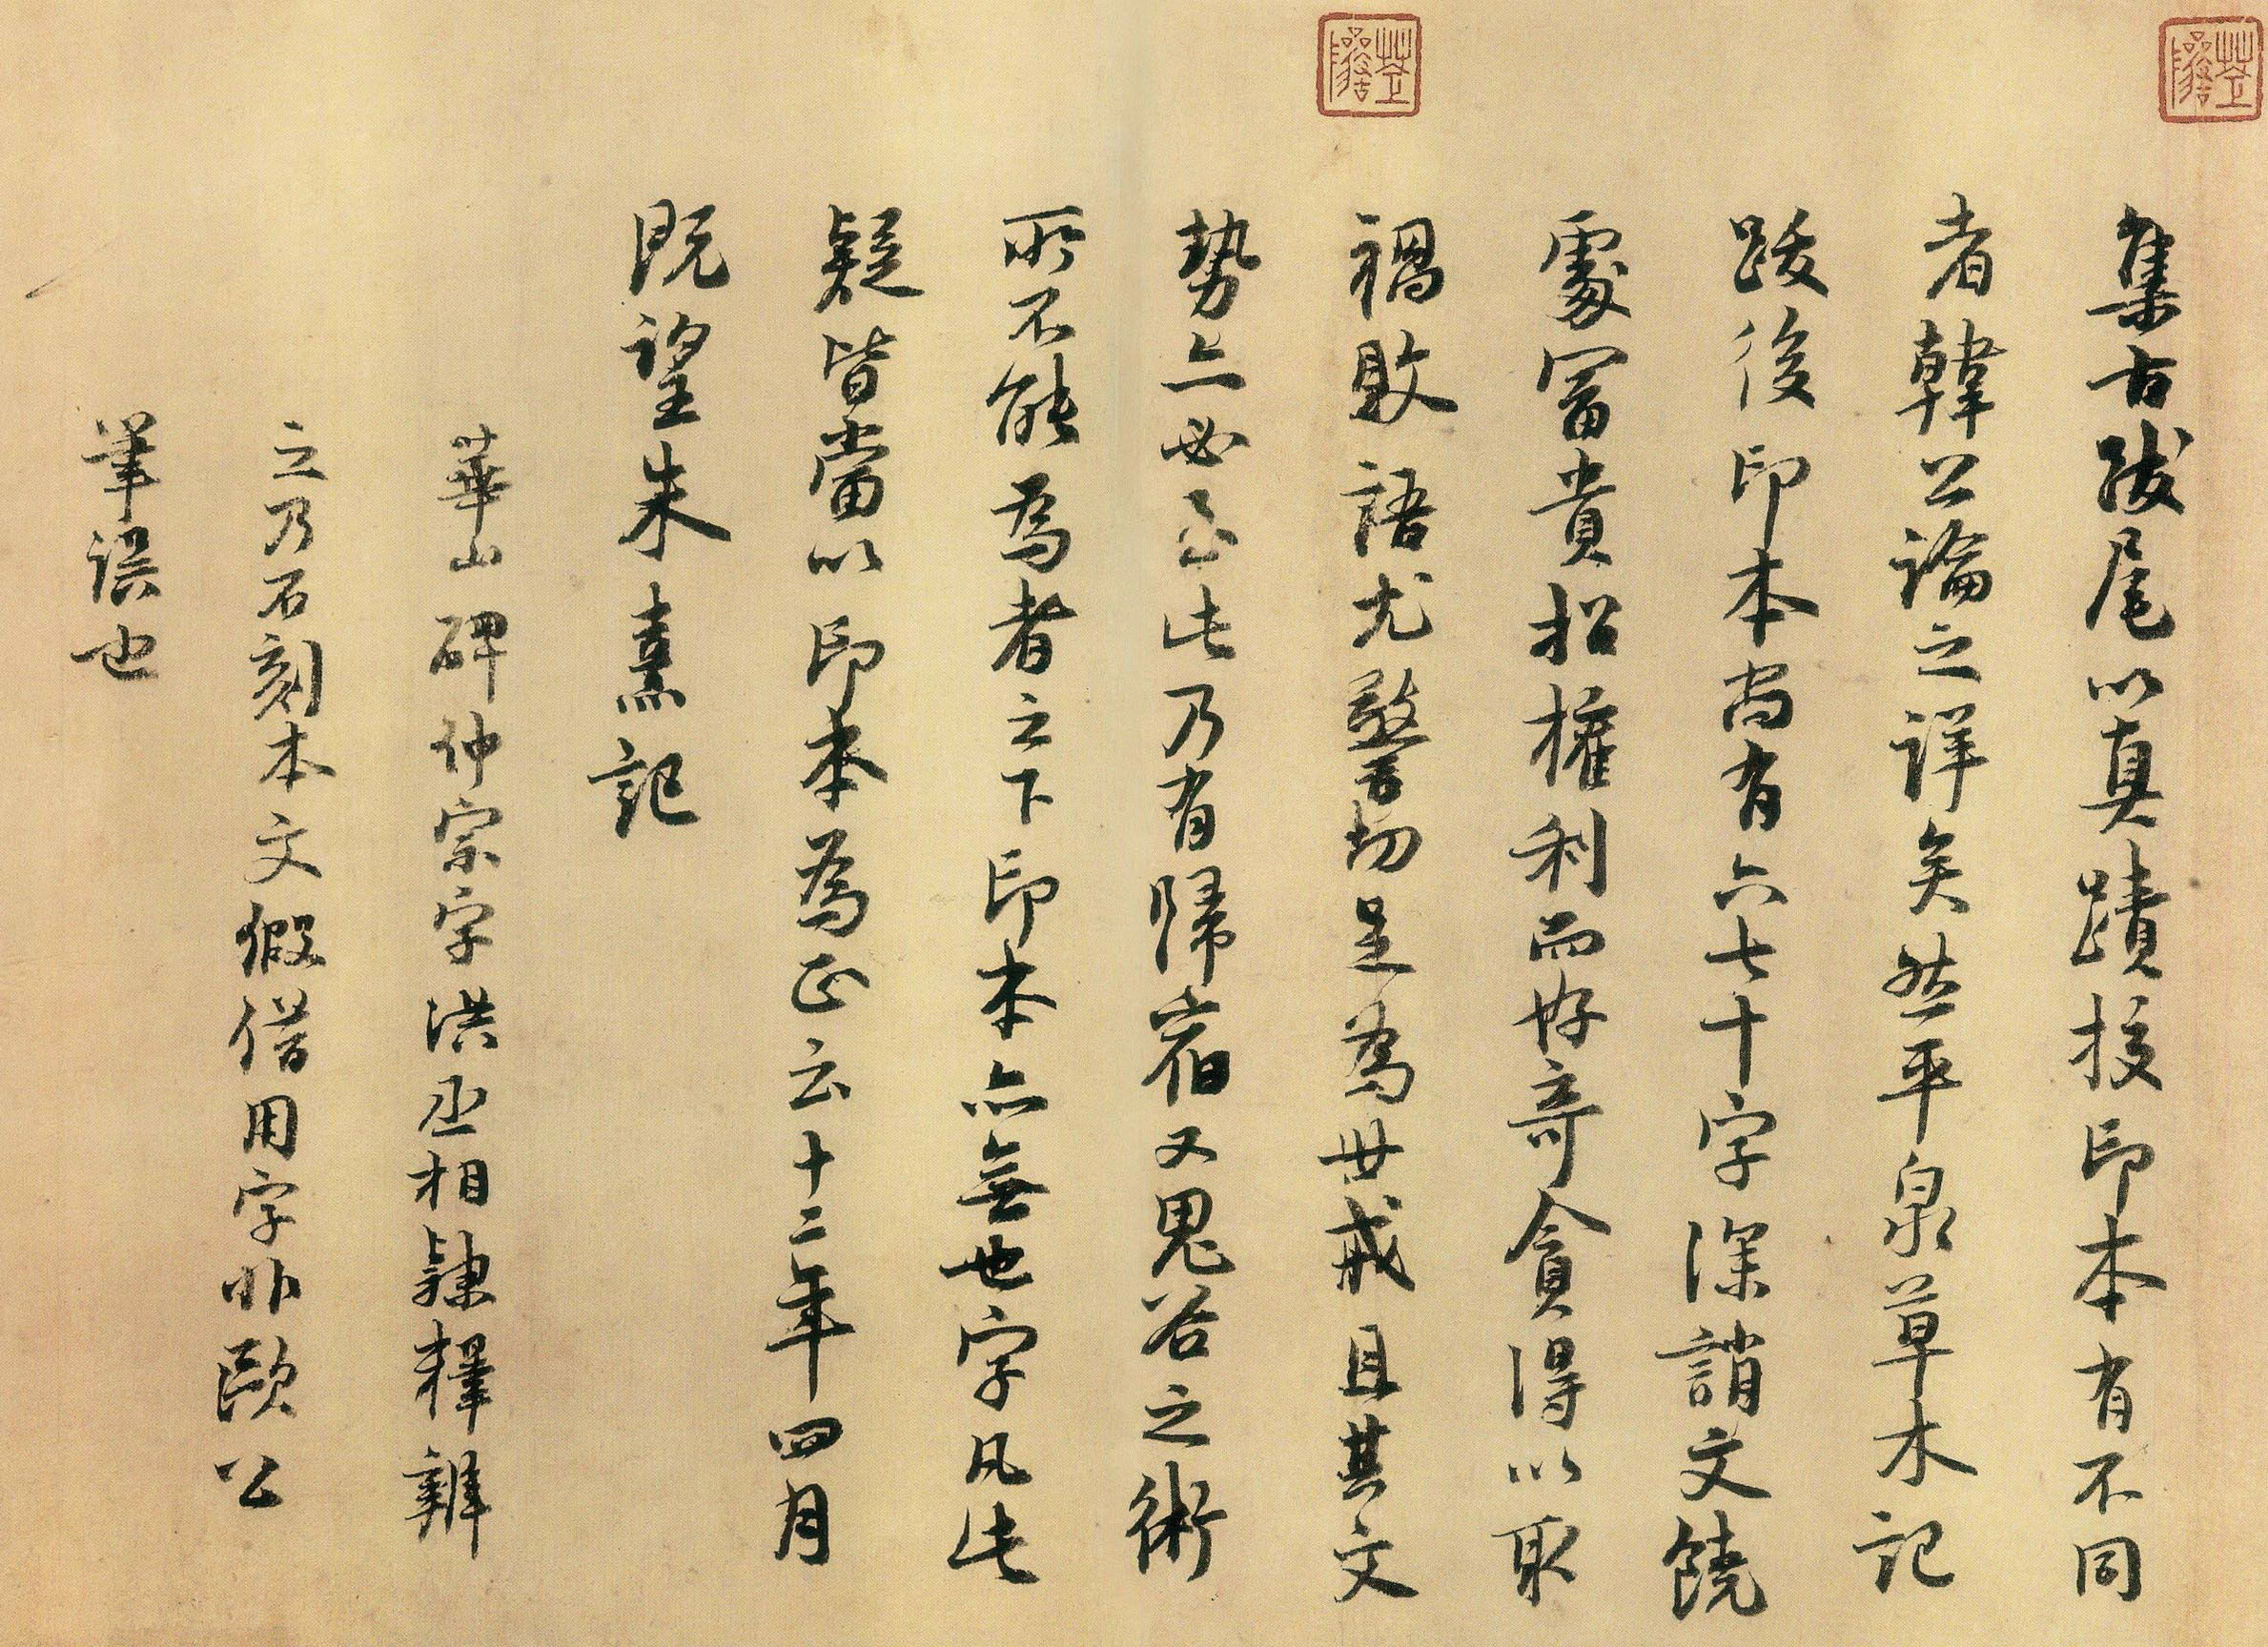 集古跋尾以真蹟挍印本有不同
者韓公論之詳矣然平泉草木記
跋後印本尚有六七十字深誚文饒
處富貴招權利而好奇貪得以取
禍敗語尤警切足為世戒且其文
勢亦必至此乃有歸宿又鬼谷之術
所不能為者之下印本亦無也字凡此
疑皆當以印本為正云十二年四月
既望朱熹記
華山碑仲宗字洪丞相隸釋辨
之乃石刻本文假借用字非歐公
筆誤也